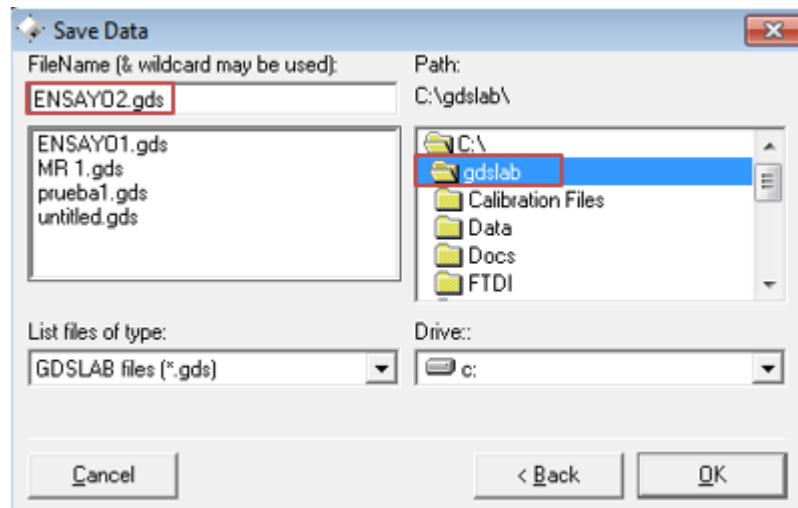 Save Data
FileName (& wildcard may be used):
ENSAYO2.gds
ENSAYO1.gds
MR 1.gds
prueba1.gds
untitled.gds
Path:
C:\gdslab\
C:\
gdslab
Calibration Files
Data
Docs
FTDI
List files of type:
GDSLAB files (*.gds)
Drive::
c:
Cancel
< Back
OK